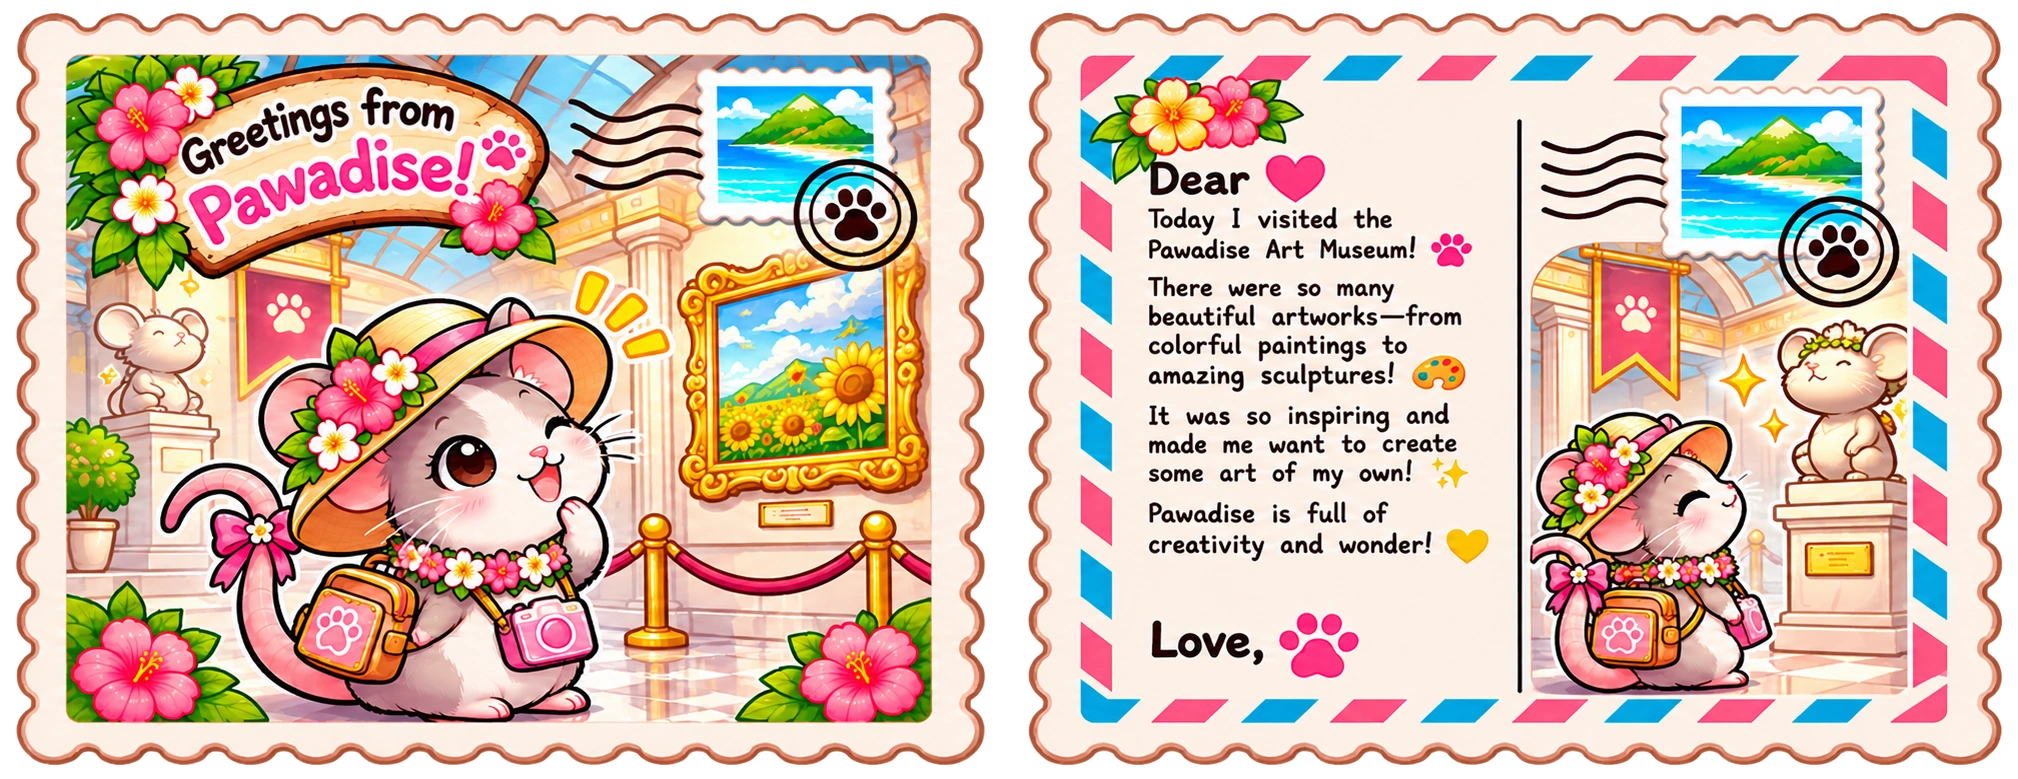 Greetings from
Pawadise!
Dear
Today I visited the
Pawadise Art Museum!
There were so many
beautiful artworks—from
colorful paintings to
amazing sculptures!
It was so inspiring and
made me want to create
some art of my own!
Pawadise is full of
creativity and wonder!
Love,